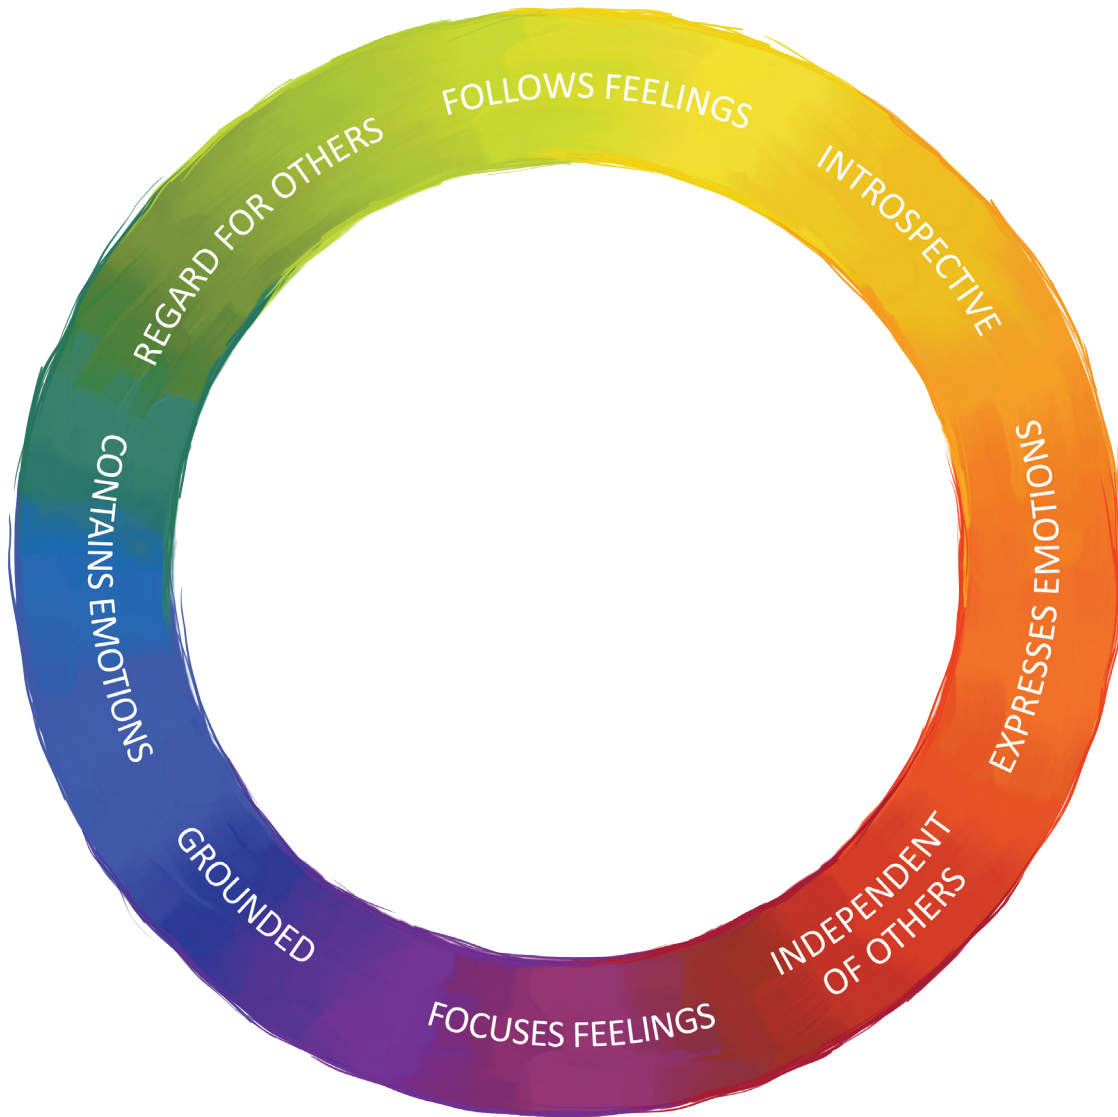 FOLLOWS FEELINGS
INTROSPECTIVE
EXPRESSES EMOTIONS
INDEPENDENT
OF OTHERS
FOCUSES FEELINGS
GROUNDED
CONTAINS EMOTIONS
REGARD FOR OTHERS